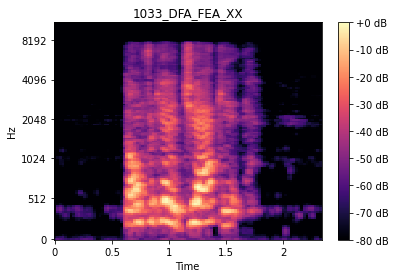 1033_DFA_FEA_XX
+0 dB
8192
-10 dB
4096
-20 dB
-30 dB
2048
Hz
-40 dB
1024
-50 dB
512
-60 dB
-70 dB
0
-80 dB
0 0.5 1 1.5 2
Time